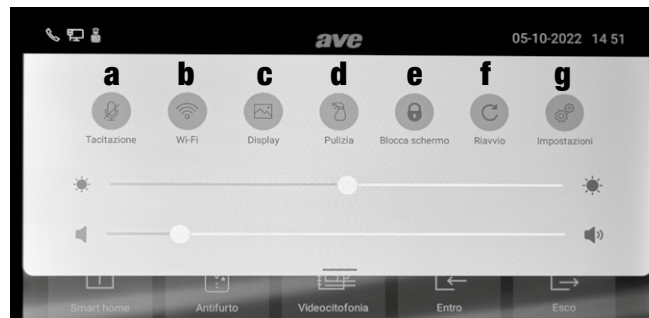 ave
05-10-2022 14 51
a b c d e f g
Tacitazione Wi-Fi Display Pulizia Blocca schermo Riavvio Impostazioni
Smart home Antifurto Videocitofonia Entro Esco